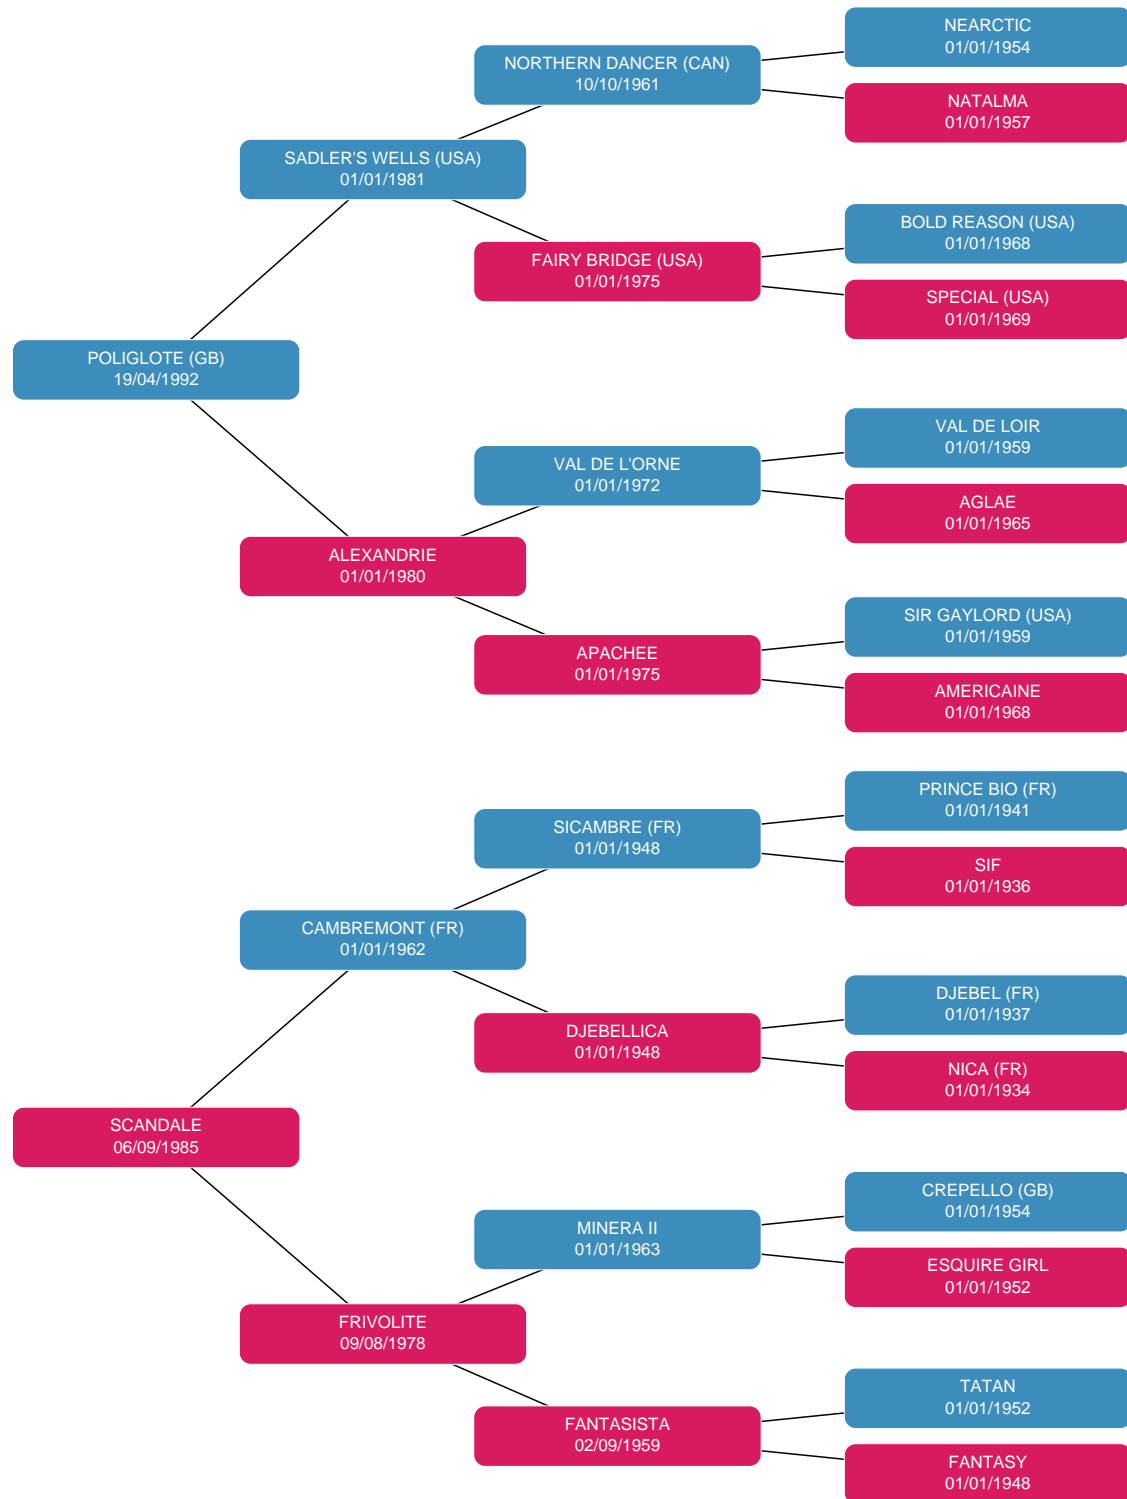 NEARCTIC
01/01/1954
NORTHERN DANCER (CAN)
10/10/1961
NATALMA
01/01/1957
SADLER'S WELLS (USA)
01/01/1981
BOLD REASON (USA)
01/01/1968
FAIRY BRIDGE (USA)
01/01/1975
SPECIAL (USA)
01/01/1969
POLIGLOTE (GB)
19/04/1992
VAL DE LOIR
01/01/1959
VAL DE L'ORNE
01/01/1972
AGLAE
01/01/1965
ALEXANDRIE
01/01/1980
SIR GAYLORD (USA)
01/01/1959
APACHEE
01/01/1975
AMERICAINE
01/01/1968
PRINCE BIO (FR)
01/01/1941
SICAMBRE (FR)
01/01/1948
SIF
01/01/1936
CAMBREMONT (FR)
01/01/1962
DJEBEL (FR)
01/01/1937
DJEBELLICA
01/01/1948
NICA (FR)
01/01/1934
SCANDALE
06/09/1985
CREPELLO (GB)
01/01/1954
MINERA II
01/01/1963
ESQUIRE GIRL
01/01/1952
FRIVOLITE
09/08/1978
TATAN
01/01/1952
FANTASISTA
02/09/1959
FANTASY
01/01/1948